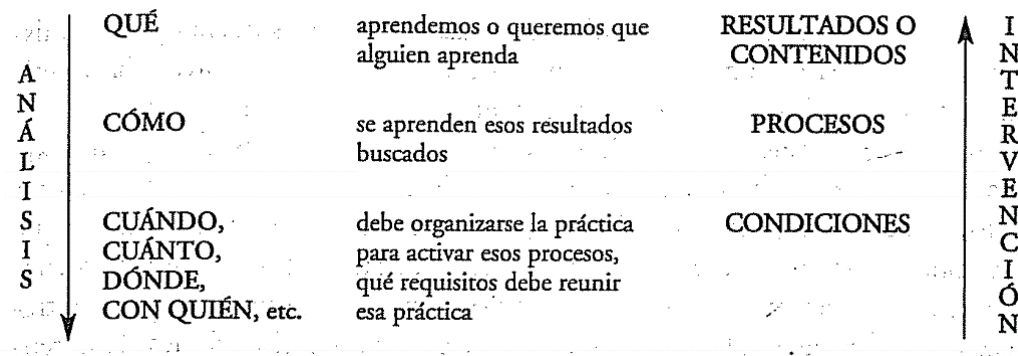 ANÁLISIS
QUÉ aprendemos o queremos que RESULTADOS O
alguien aprenda CONTENIDOS
CÓMO se aprenden esos resultados PROCESOS
buscados
CUÁNDO, debe organizarse la práctica CONDICIONES
CUÁNTO, para activar esos procesos,
DÓNDE, qué requisitos debe reunir
CON QUIÉN, etc. esa práctica
INTERVENCIÓN